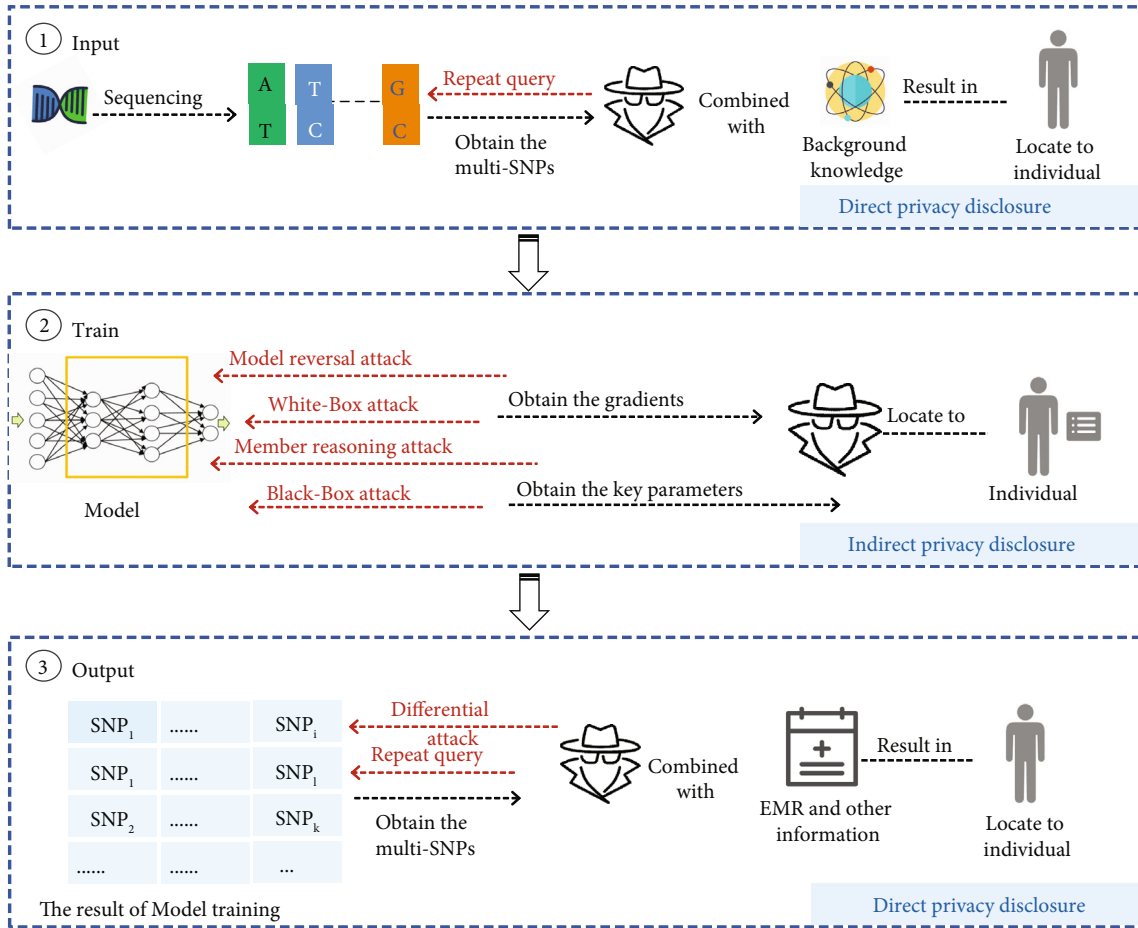 1 Input
Sequencing
A
T
T
C
G
C
Repeat query
Obtain the
multi-SNPs
Combined
with
Background
knowledge
Result in
Locate to
individual
Direct privacy disclosure
2 Train
Model
Model reversal attack
White-Box attack
Member reasoning attack
Black-Box attack
Obtain the gradients
Obtain the key parameters
Locate to
Individual
Indirect privacy disclosure
3 Output
SNP1 ...... SNPi
SNP1 ...... SNPl
SNP2 ...... SNPk
...... ...... ...
The result of Model training
Differential
attack
Repeat query
Obtain the
multi-SNPs
Combined
with
EMR and other
information
Result in
Locate to
individual
Direct privacy disclosure